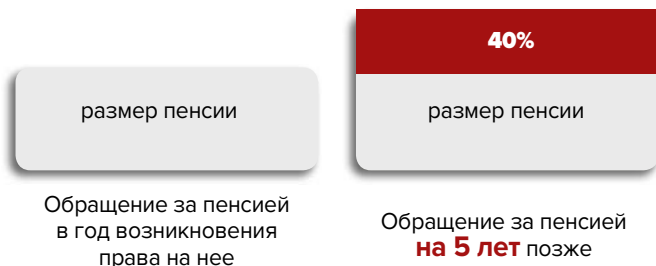 размер пенсии
Обращение за пенсией
в год возникновения
права на нее
40%
размер пенсии
Обращение за пенсией
на 5 лет позже